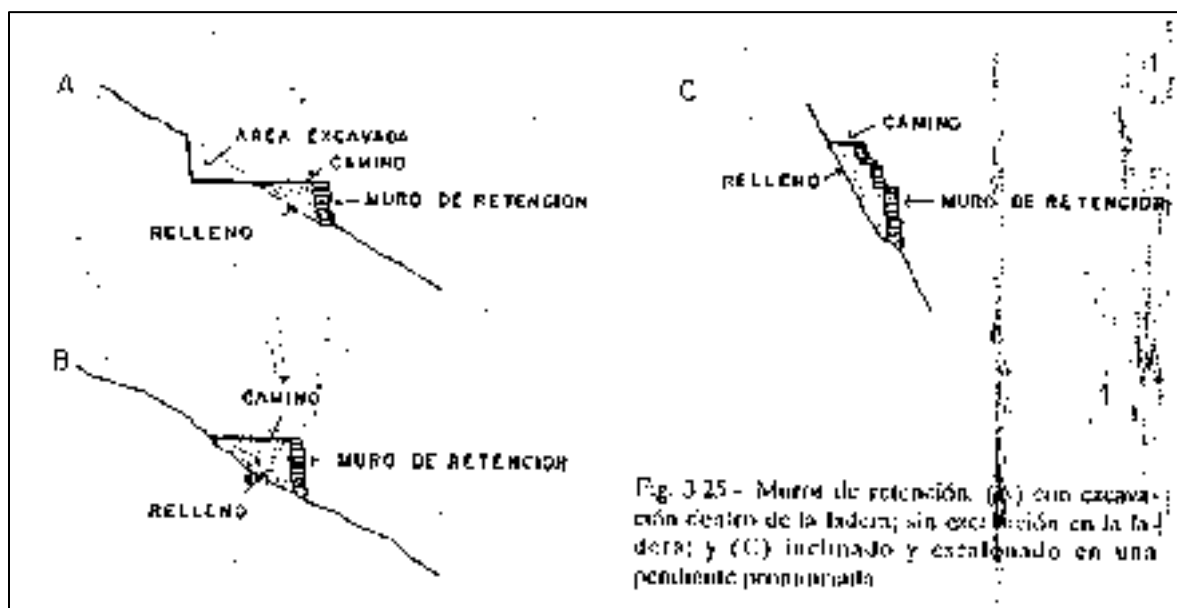 A
AREA EXCAVADA
CAMINO
MURO DE RETENCION
RELLENO
B
CAMINO
MURO DE RETENCION
RELLENO
C
CAMINO
RELLENO
MURO DE RETENCION
Fig. 3.25 - Muros de retención. (A) con excava-
ción dentro de la ladera; sin excavación en la la-
dera; y (C) inclinado y escalonado en una
pendiente pronunciada